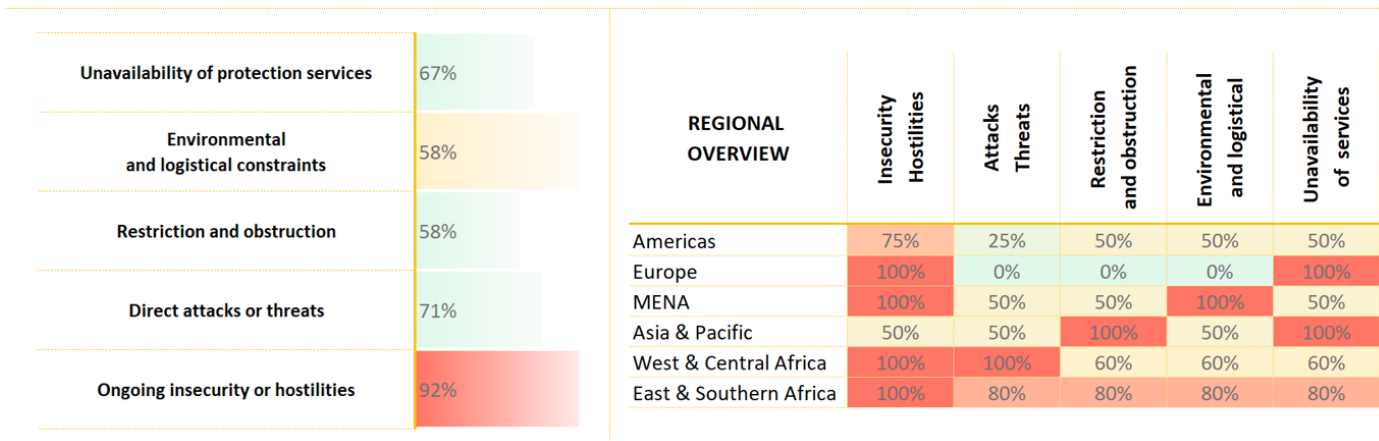 Unavailability of protection services 67%
Environmental
and logistical constraints 58%
Restriction and obstruction 58%
Direct attacks or threats 71%
Ongoing insecurity or hostilities 92%
REGIONAL
OVERVIEW
Insecurity
Hostilities
Attacks
Threats
Restriction
and obstruction
Environmental
and logistical
Unavailability
of services
Americas 75% 25% 50% 50% 50%
Europe 100% 0% 0% 0% 100%
MENA 100% 50% 50% 100% 50%
Asia & Pacific 50% 50% 100% 50% 100%
West & Central Africa 100% 100% 60% 60% 60%
East & Southern Africa 100% 80% 80% 80% 80%